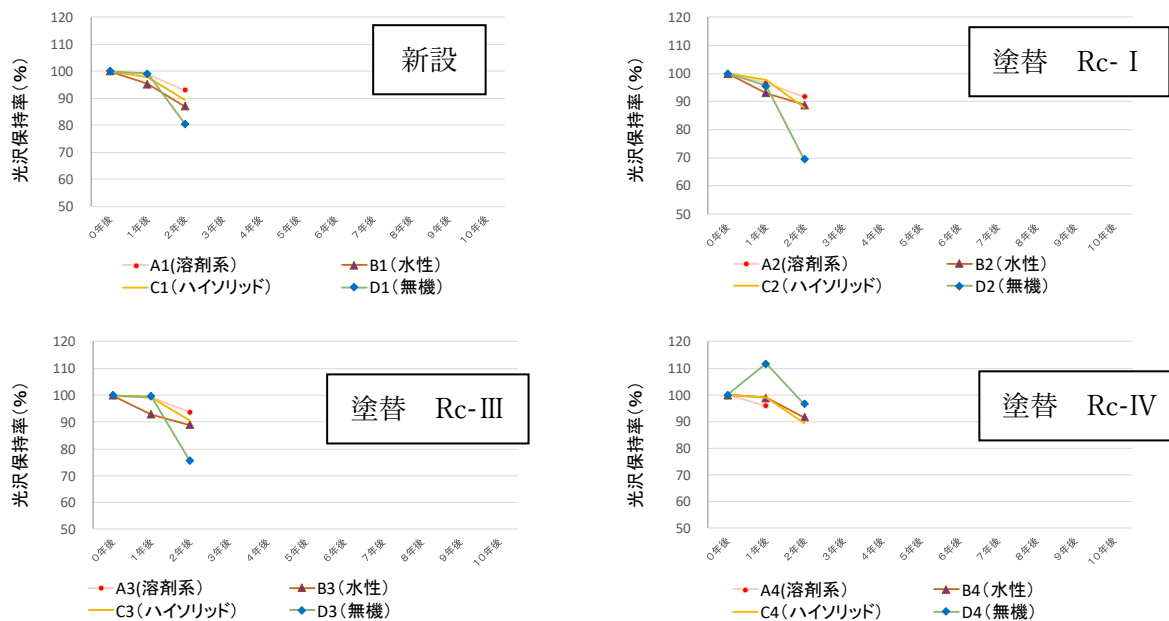 120
110
100
90
80
70
60
50
光沢保持率(%)
新設
0年後 1年後 2年後 3年後 4年後 5年後 6年後 7年後 8年後 9年後 10年後
A1(溶剤系) B1(水性)
C1(ハイソリッド) D1(無機)
120
110
100
90
80
70
60
50
光沢保持率(%)
塗替 Rc-Ⅰ
0年後 1年後 2年後 3年後 4年後 5年後 6年後 7年後 8年後 9年後 10年後
A2(溶剤系) B2(水性)
C2(ハイソリッド) D2(無機)
120
110
100
90
80
70
60
50
光沢保持率(%)
塗替 Rc-Ⅲ
0年後 1年後 2年後 3年後 4年後 5年後 6年後 7年後 8年後 9年後 10年後
A3(溶剤系) B3(水性)
C3(ハイソリッド) D3(無機)
120
110
100
90
80
70
60
50
光沢保持率(%)
塗替 Rc-Ⅳ
0年後 1年後 2年後 3年後 4年後 5年後 6年後 7年後 8年後 9年後 10年後
A4(溶剤系) B4(水性)
C4(ハイソリッド) D4(無機)